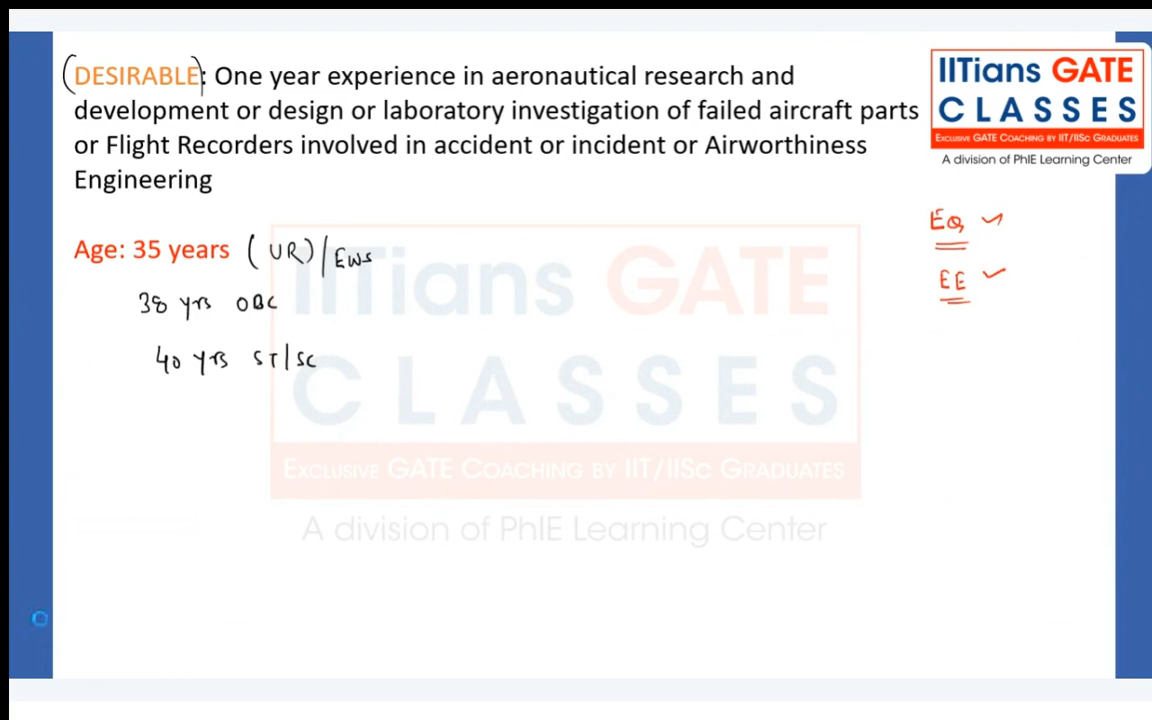 (DESIRABLE): One year experience in aeronautical research and
development or design or laboratory investigation of failed aircraft parts
or Flight Recorders involved in accident or incident or Airworthiness
Engineering
IITians GATE
CLASSES
EXCLUSIVE GATE COACHING BY IIT/IISc GRADUATES
A division of PhIE Learning Center
EQ
EE
Age: 35 years (UR)/EWS
38 yrs OBC
40 yrs ST/SC
IITians GATE
CLASSES
EXCLUSIVE GATE COACHING BY IIT/IISc GRADUATES
A division of PhIE Learning Center